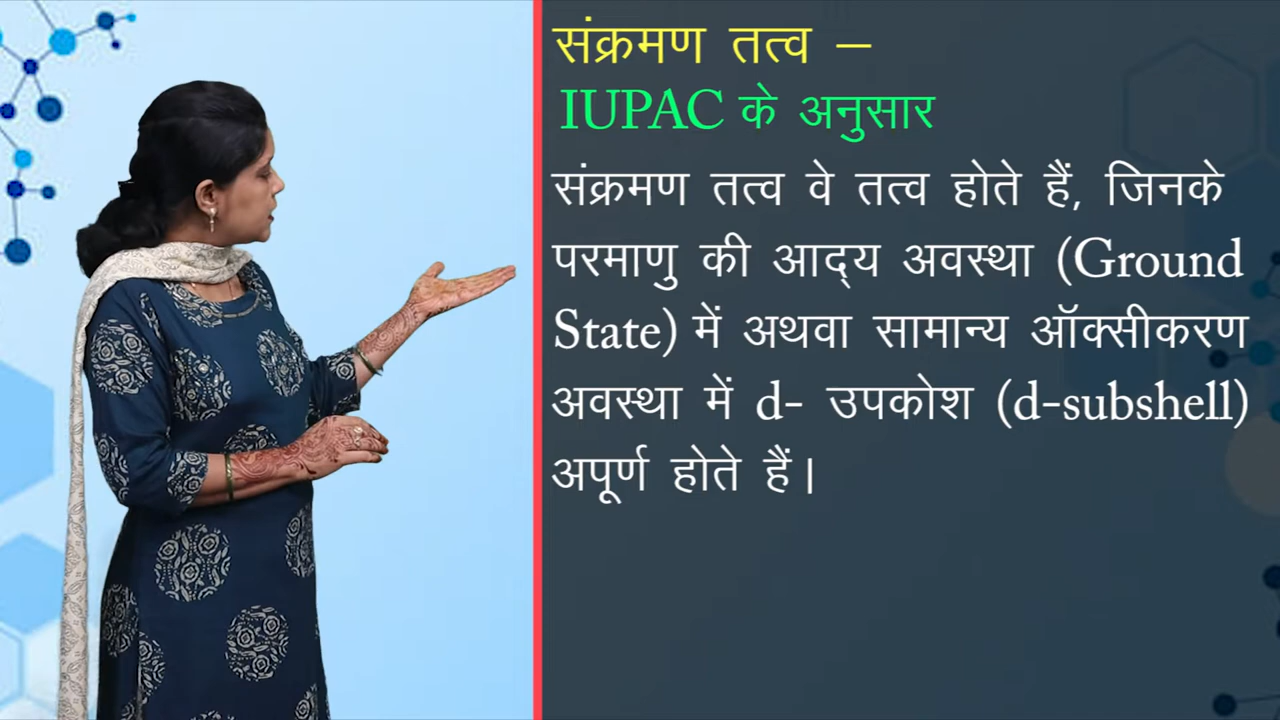 संक्रमण तत्व –
IUPAC के अनुसार
संक्रमण तत्व वे तत्व होते हैं, जिनके
परमाणु की आद्य अवस्था (Ground
State) में अथवा सामान्य ऑक्सीकरण
अवस्था में d- उपकोश (d-subshell)
अपूर्ण होते हैं।